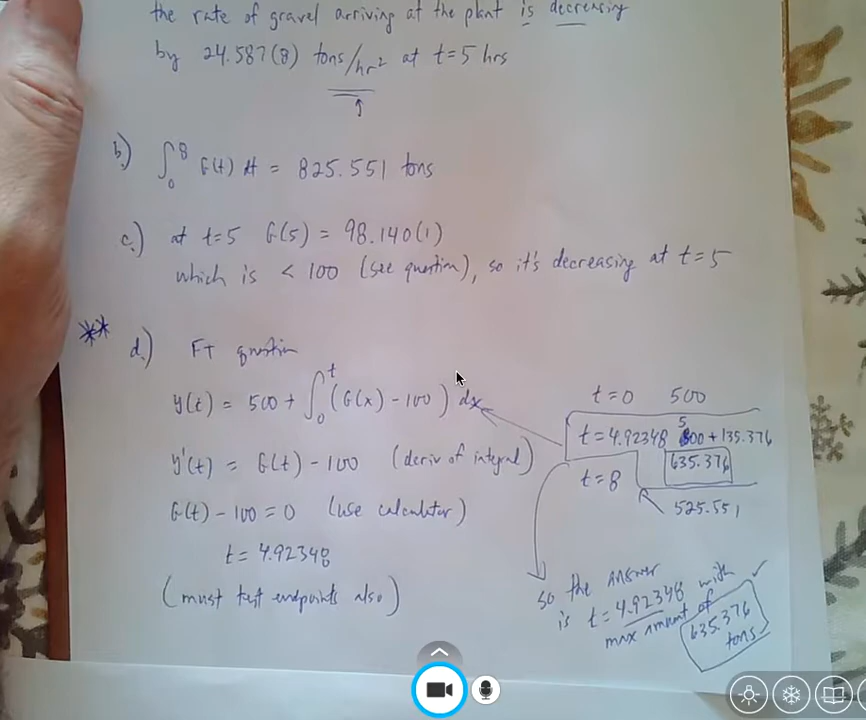 the rate of gravel arriving at the plant is decreasing
by 24.587(8) tons/hr² at t=5 hrs
b.) ∫₀⁸ G(t) dt = 825.551 tons
c.) at t=5 G(5) = 98.140(1)
which is < 100 (see question), so it's decreasing at t=5
** d.) FT question
y(t) = 500 + ∫₀ᵗ (G(x) - 100) dx
y'(t) = G(t) - 100 (deriv of integral)
G(t) - 100 = 0 (use calculator)
t = 4.92348
(must test endpoints also)
t=0 500
t=4.92348 500+135.376
635.376
t=8
525.551
so the answer
is t=4.92348 with
max amount of
635.376
tons